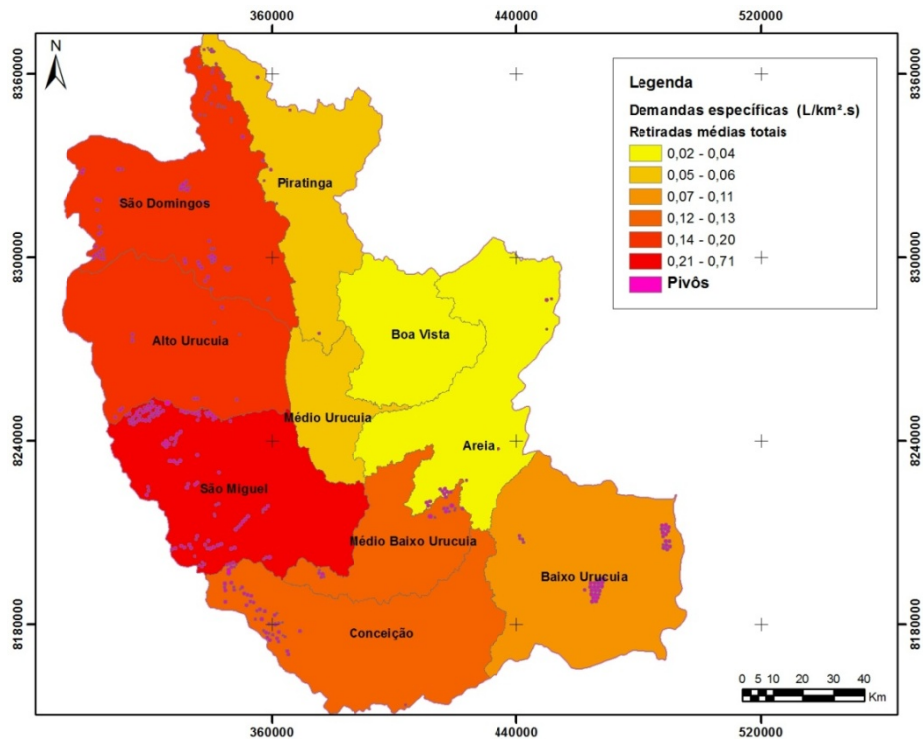 360000 440000 520000
N
8360000 8360000
Legenda
Demandas específicas (L/km².s)
Retiradas médias totais
0,02 - 0,04
0,05 - 0,06
0,07 - 0,11
0,12 - 0,13
0,14 - 0,20
0,21 - 0,71
Pivôs
Piratinga
São Domingos
8300000 8300000
Boa Vista
Alto Urucuia
Médio Urucuia
8240000 8240000
Areia
São Miguel
Médio Baixo Urucuia
Baixo Urucuia
8180000 8180000
Conceição
0 5 10 20 30 40
Km
360000 440000 520000